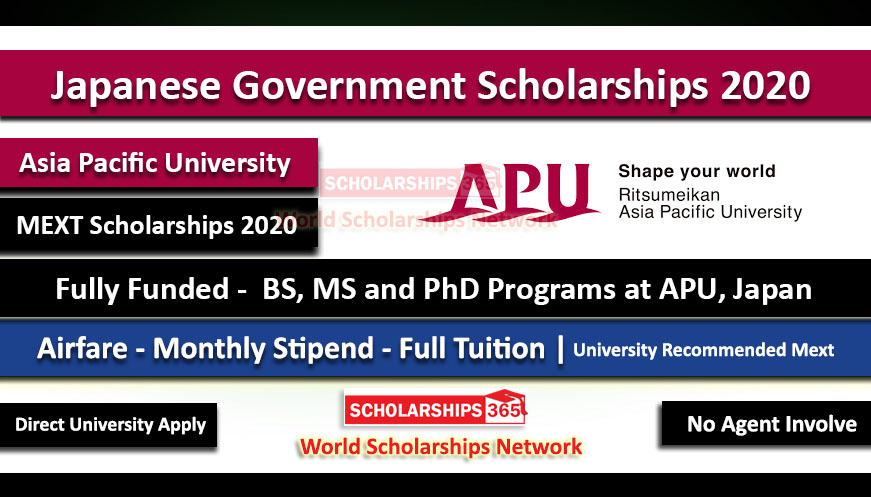 Japanese Government Scholarships 2020
Asia Pacific University
SCHOLARSHIPS 365
MEXT Scholarships 2020
World Scholarships Network
APU
Shape your world
Ritsumeikan
Asia Pacific University
Fully Funded - BS, MS and PhD Programs at APU, Japan
Airfare - Monthly Stipend - Full Tuition | University Recommended Mext
Direct University Apply
SCHOLARSHIPS 365
World Scholarships Network
No Agent Involve